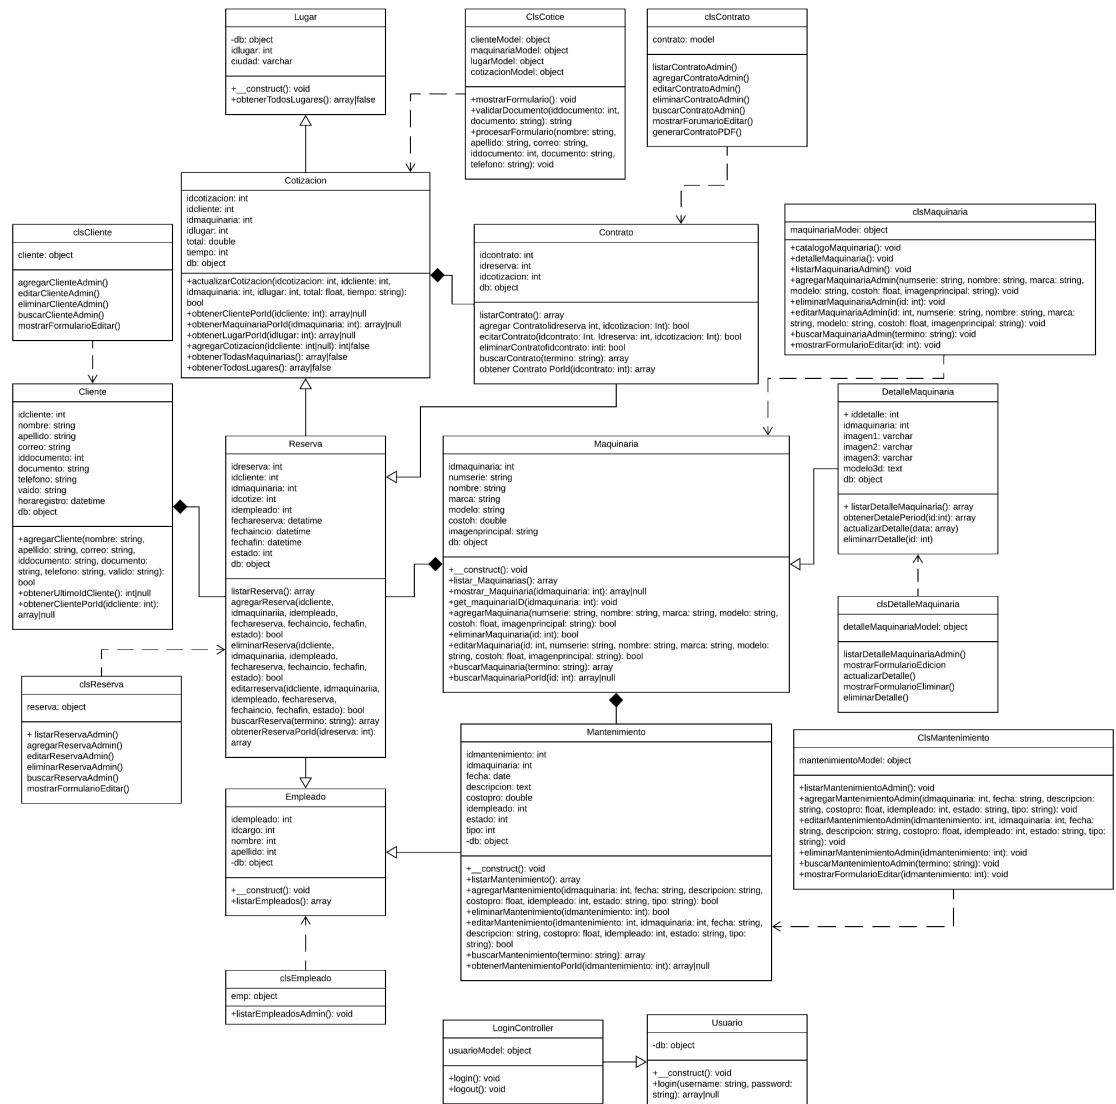 Lugar
-db: object
idlugar: int
ciudad: varchar
+__construct(): void
+obtenerTodosLugares(): array|false
ClsCotice
clienteModel: object
maquinariaModel: object
lugarModel: object
cotizacionModel: object
+mostrarFormulario(): void
+validarDocumento(iddocumento: int,
documento: string): string
+procesarFormulario(nombre: string,
apellido: string, correo: string,
iddocumento: int, documento: string,
telefono: string): void
clsContrato
contrato: model
listarContratoAdmin()
agregarContratoAdmin()
editarContratoAdmin()
eliminarContratoAdmin()
buscarContratoAdmin()
mostrarForumarioEditar()
generarContratoPDF()
Cotizacion
idcotizacion: int
idcliente: int
idmaquinaria: int
idlugar: int
total: double
tiempo: int
db: object
+actualizarCotizacion(idcotizacion: int, idcliente: int,
idmaquinaria: int, idlugar: int, total: float, tiempo: string):
bool
+obtenerClientePorId(idcliente: int): array|null
+obtenerMaquinariaPorId(idmaquinaria: int): array|null
+obtenerLugarPorId(idlugar: int): array|null
+agregarCotizacion(idcliente: int|null): int|false
+obtenerTodasMaquinarias(): array|false
+obtenerTodosLugares(): array|false
clsCliente
cliente: object
agregarClienteAdmin()
editarClienteAdmin()
eliminarClienteAdmin()
buscarClienteAdmin()
mostrarFormularioEditar()
Contrato
idcontrato: int
idreserva: int
idcotizacion: int
db: object
listarContrato(): array
agregar Contratolidreserva int, idcotizacion: Int): bool
ecitarContrato(idcontrato: Int. Idreserva: int, idcotizacion: Int): bool
eliminarContratofidcontrato: inti: bool
buscarContrato(termino: string): array
obtener Contrato PorId(idcontrato: int): array
clsMaquinaria
maquinariaModei: object
+catalogoMaquinaria(): void
+detalleMaquinaria(): void
+listarMaquinariaAdmin(): void
+agregarMaquinariaAdmin(numserie: string, nombre: string, marca: string,
modelo: string, costoh: float, imagenprincipal: string): void
+eliminarMaquinariaAdmin(id: int): void
+editarMaquinariaAdmin(id: int, numserie: string, nombre: string, marca:
string, modelo: string, costoh: float, imagenprincipal: string): void
+buscarMaquinariaAdmin(termino: string): void
+mostrarFormularioEditar(id: int): void
Cliente
idcliente: int
nombre: string
apellido: string
correo: string
iddocumento: int
documento: string
telefono: string
vaido: string
horaregistro: datetime
db: object
+agregarCliente(nombre: string,
apellido: string, correo: string,
iddocumento: string, documento:
string, telefono: string, valido: string):
bool
+obtenerUltimoIdCliente(): int|null
+obtenerClientePorId(idcliente: int):
array|null
Reserva
idreserva: int
idcliente: int
idmaquinaria: int
idcotize: int
idempleado: int
fechareserva: detatime
fechaincio: datetime
fechafin: datetime
estado: int
db: object
listarReserva(): array
agregarReserva(idcliente,
idmaquinariia, idempleado,
fechareserva, fechaincio, fechafin,
estado): bool
eliminarReserva(idcliente,
idmaquinariia, idempleado,
fechareserva, fechaincio, fechafin,
estado): bool
editarreserva(idcliente, idmaquinariia,
idempleado, fechareserva,
fechaincio, fechafin, estado): bool
buscarReserva(termino: string): array
obtenerReservaPorId(idreserva: int):
array
Maquinaria
idmaquinaria: int
numserie: string
nombre: string
marca: string
modelo: string
costoh: double
imagenprincipal: string
db: object
+__construct(): void
+listar_Maquinarias(): array
+mostrar_Maquinaria(idmaquinaria: int): array|null
+get_maquinariaID(idmaquinaria: int): void
+agregarMaquinaria(numserie: string, nombre: string, marca: string, modelo: string,
costoh: float, imagenprincipal: string): bool
+eliminarMaquinaria(id: int): bool
+editarMaquinaria(id: int, numserie: string, nombre: string, marca: string, modelo:
string, costoh: float, imagenprincipal: string): bool
+buscarMaquinaria(termino: string): array
+buscarMaquinariaPorId(id: int): array|null
DetalleMaquinaria
+ iddetalle: int
idmaquinaria: int
imagen1: varchar
imagen2: varchar
imagen3: varchar
modelo3d: text
db: object
+ listarDetalleMaquinaria(): array
obtenerDetalePeriod(id:int): array
actualizarDetalle(data: array)
eliminarrDetalle(id: int)
clsDetalleMaquinaria
detalleMaquinariaModel: object
listarDetalleMaquinariaAdmin()
mostrarFormularioEdicion
actualizarDetalle()
mostrarFormularioEliminar()
eliminarDetalle()
clsReserva
reserva: object
+ listarReservaAdmin()
agregarReservaAdmin()
editarReservaAdmin()
eliminarReservaAdmin()
buscarReservaAdmin()
mostrarFormularioEditar()
Mantenimiento
idmantenimiento: int
idmaquinaria: int
fecha: date
descripcion: text
costopro: double
idempleado: int
estado: int
tipo: int
-db: object
+__construct(): void
+listarMantenimiento(): array
+agregarMantenimiento(idmaquinaria: int, fecha: string, descripcion: string,
costopro: float, idempleado: int, estado: string, tipo: string): bool
+eliminarMantenimiento(idmantenimiento: int): bool
+editarMantenimiento(idmantenimiento: int, idmaquinaria: int, fecha: string,
descripcion: string, costopro: float, idempleado: int, estado: string, tipo:
string): bool
+buscarMantenimiento(termino: string): array
+obtenerMantenimientoPorId(idmantenimiento: int): array|null
ClsMantenimiento
mantenimientoModel: object
+listarMantenimientoAdmin(): void
+agregarMantenimientoAdmin(idmaquinaria: int, fecha: string, descripcion:
string, costopro: float, idempleado: int, estado: string, tipo: string): void
+editarMantenimientoAdmin(idmantenimiento: int, idmaquinaria: int, fecha:
string, descripcion: string, costopro: float, idempleado: int, estado: string, tipo:
string): void
+eliminarMantenimientoAdmin(idmantenimiento: int): void
+buscarMantenimientoAdmin(termino: string): void
+mostrarFormularioEditar(idmantenimiento: int): void
Empleado
idempleado: int
idcargo: int
nombre: int
apellido: int
-db: object
+__construct(): void
+listarEmpleados(): array
clsEmpleado
emp: object
+listarEmpleadosAdmin(): void
LoginController
usuarioModel: object
+login(): void
+logout(): void
Usuario
-db: object
+__construct(): void
+login(username: string, password:
string): array|null